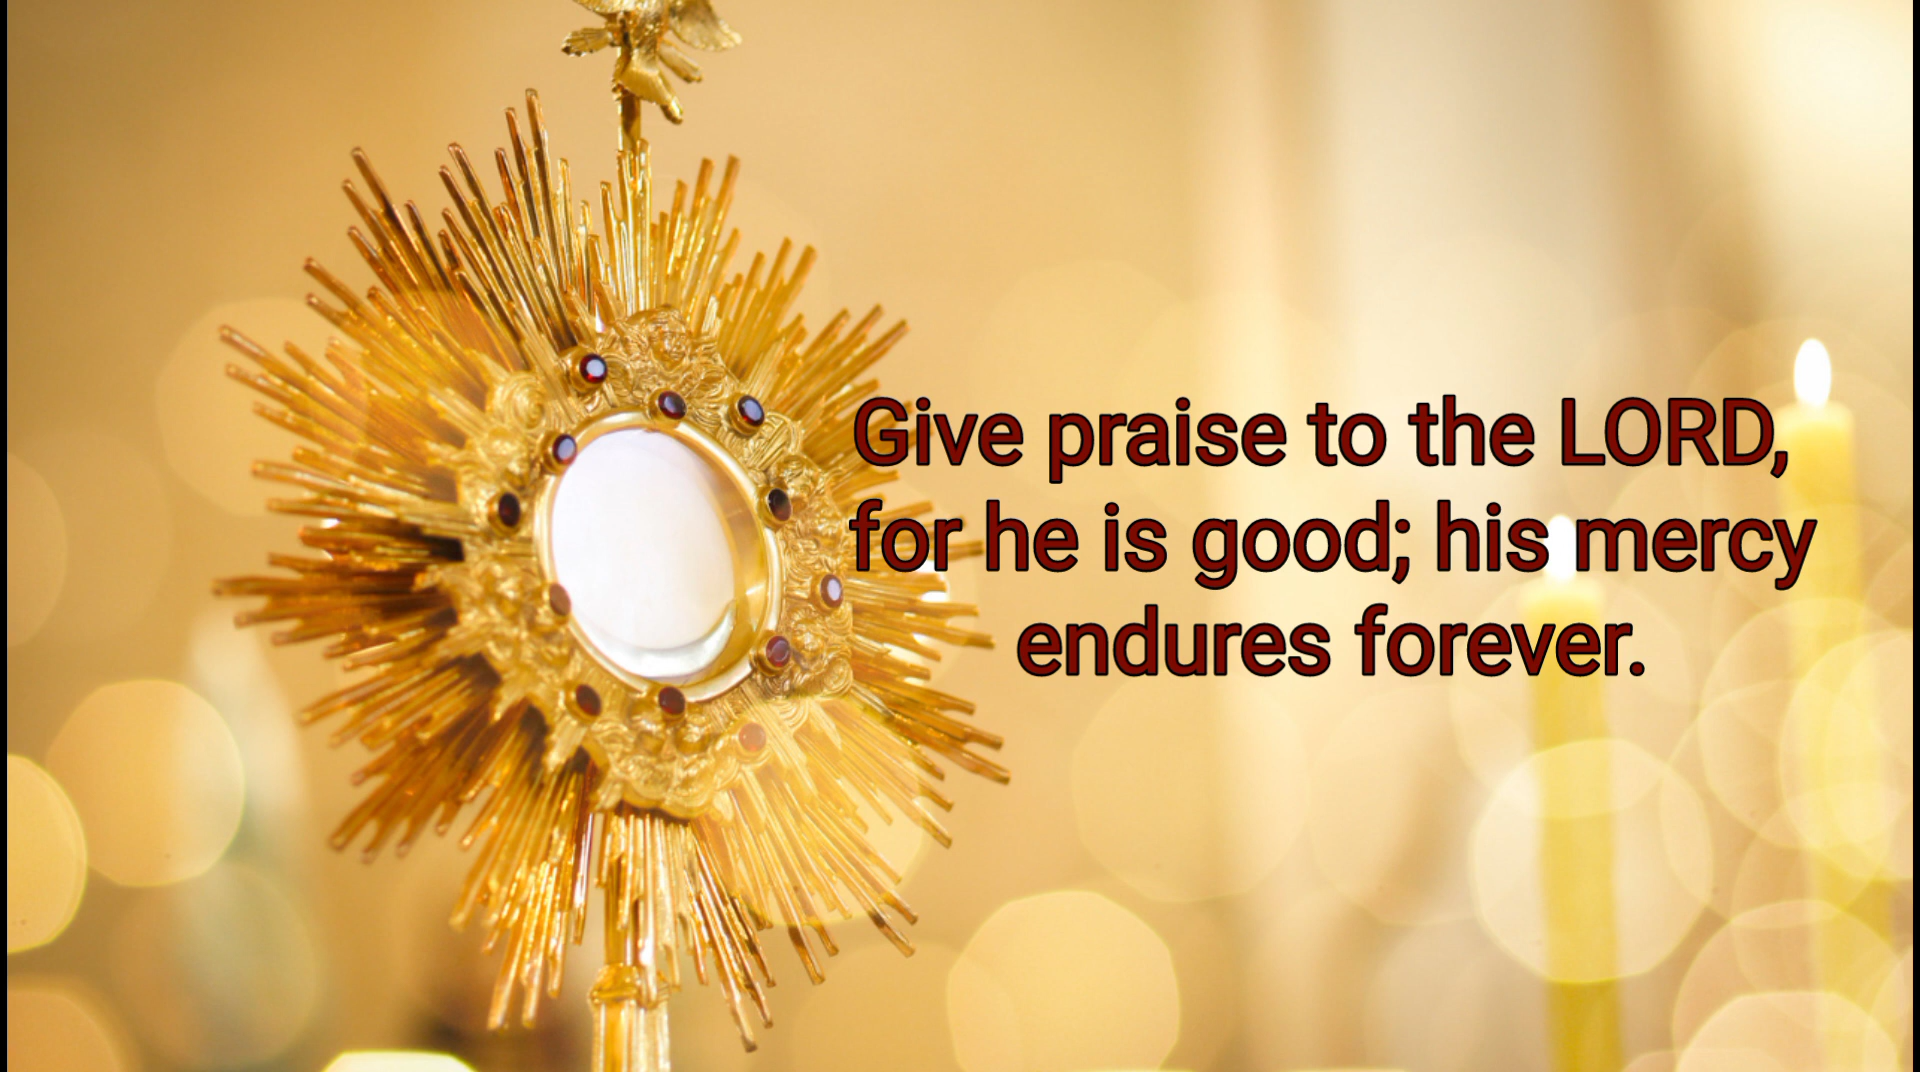 Give praise to the LORD,
for he is good; his mercy
endures forever.